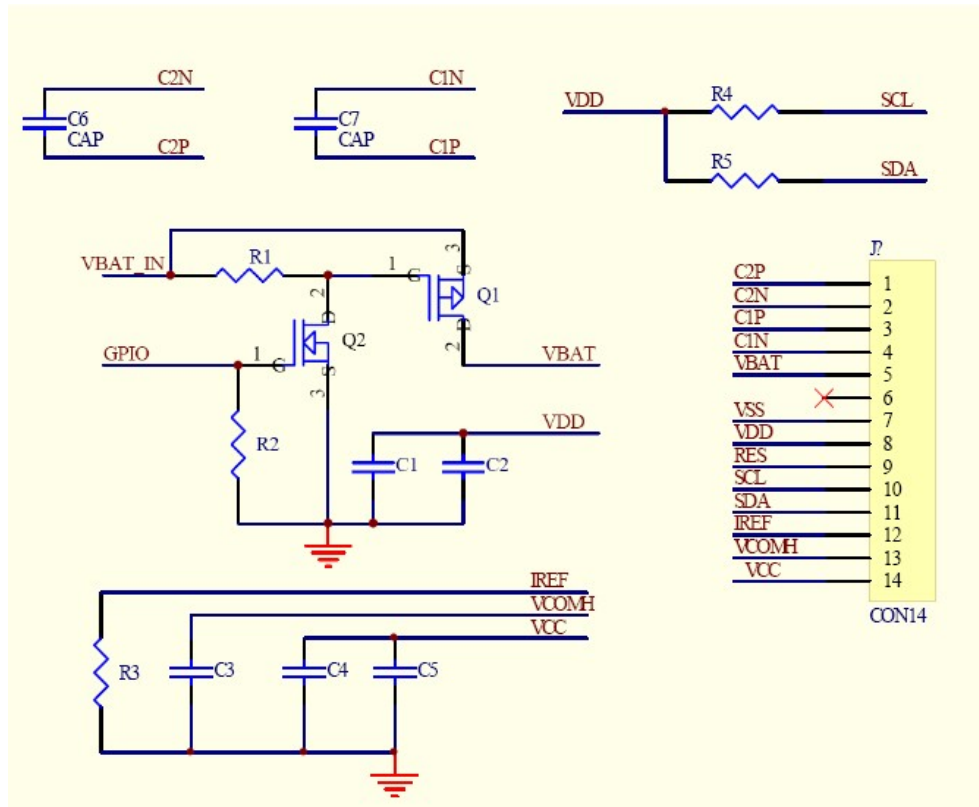 C2N
C6
CAP
C2P
C1N
C7
CAP
C1P
VDD
R4
SCL
R5
SDA
VBAT_IN
R1
1
G
3
S
Q1
D
2
VBAT
2
D
Q2
GPIO
1
G
S
3
R2
VDD
C1
C2
J?
C2P 1
C2N 2
C1P 3
C1N 4
VBAT 5
6
VSS 7
VDD 8
RES 9
SCL 10
SDA 11
IREF 12
VCOMH 13
VCC 14
CON14
IREF
VCOMH
VCC
R3
C3
C4
C5